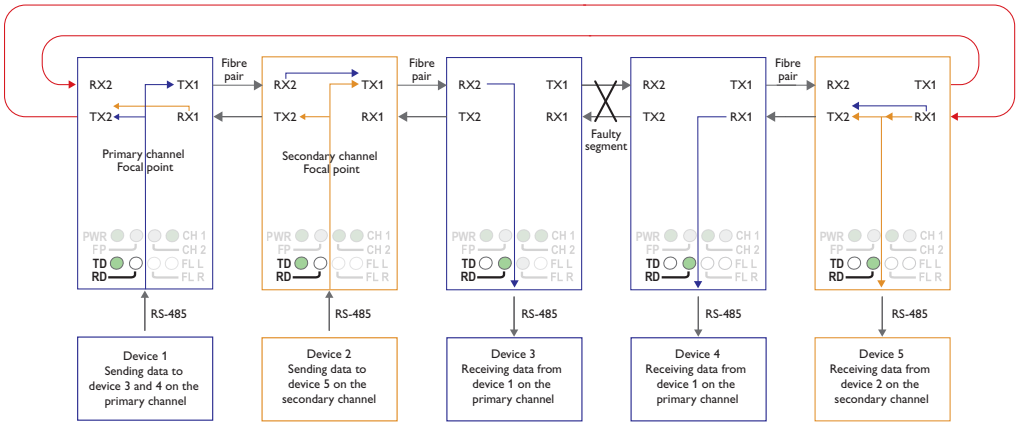 Fibre
pair
Fibre
pair
Fibre
pair
RX2
TX1
TX2
RX1
Primary channel
Focal point
PWR
CH 1
FP
CH 2
TD
FL L
RD
FL R
RX2
TX1
TX2
RX1
Secondary channel
Focal point
PWR
CH 1
FP
CH 2
TD
FL L
RD
FL R
RX2
TX1
TX2
RX1
PWR
CH 1
FP
CH 2
TD
FL L
RD
FL R
Faulty
segment
RX2
TX1
TX2
RX1
PWR
CH 1
FP
CH 2
TD
FL L
RD
FL R
RX2
TX1
TX2
RX1
PWR
CH 1
FP
CH 2
TD
FL L
RD
FL R
RS-485
RS-485
RS-485
RS-485
RS-485
Device 1
Sending data to
device 3 and 4 on the
primary channel
Device 2
Sending data to
device 5 on the
secondary channel
Device 3
Receiving data from
device 1 on the
primary channel
Device 4
Receiving data from
device 1 on the
primary channel
Device 5
Receiving data from
device 2 on the
secondary channel